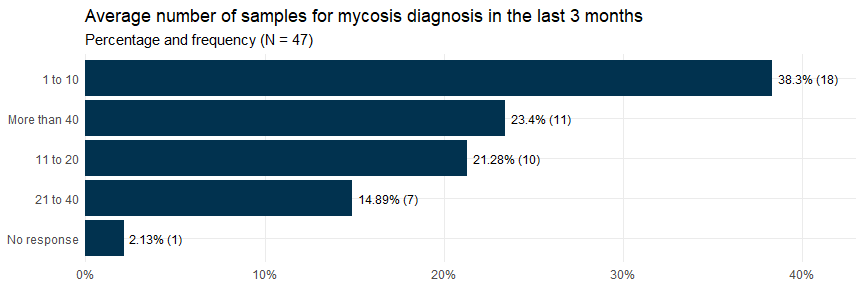 Average number of samples for mycosis diagnosis in the last 3 months
Percentage and frequency (N = 47)
1 to 10 38.3% (18)
More than 40 23.4% (11)
11 to 20 21.28% (10)
21 to 40 14.89% (7)
No response 2.13% (1)
0% 10% 20% 30% 40%